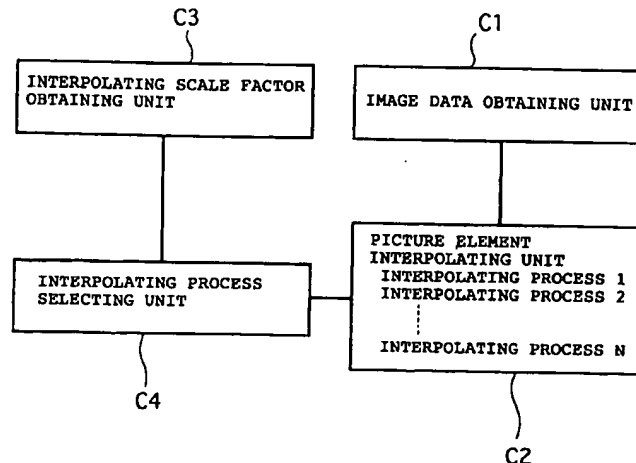 C3
C1
INTERPOLATING SCALE FACTOR
OBTAINING UNIT
IMAGE DATA OBTAINING UNIT
PICTURE ELEMENT
INTERPOLATING UNIT
INTERPOLATING PROCESS 1
INTERPOLATING PROCESS 2
INTERPOLATING PROCESS N
INTERPOLATING PROCESS
SELECTING UNIT
C4
C2